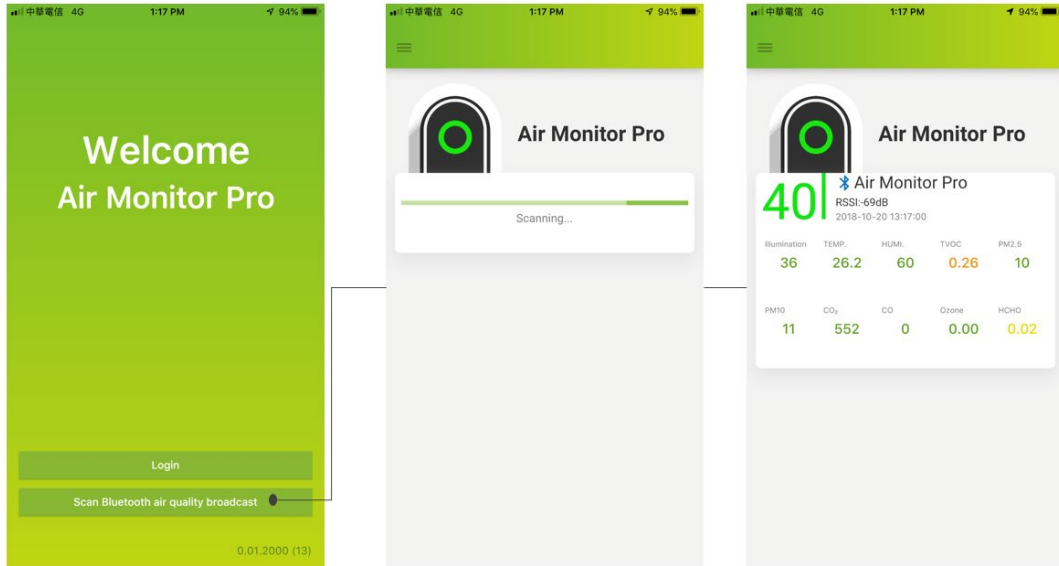 中華電信 4G 1:17 PM 94%
Welcome
Air Monitor Pro
Login
Scan Bluetooth air quality broadcast
0.01.2000 (13)
中華電信 4G 1:17 PM 94%
Air Monitor Pro
Scanning...
中華電信 4G 1:17 PM 94%
Air Monitor Pro
40
Air Monitor Pro
RSSI:-69dB
2018-10-20 13:17:00
Illumination TEMP. HUMI. TVOC PM2.5
36 26.2 60 0.26 10
PM10 CO₂ CO Ozone HCHO
11 552 0 0.00 0.02